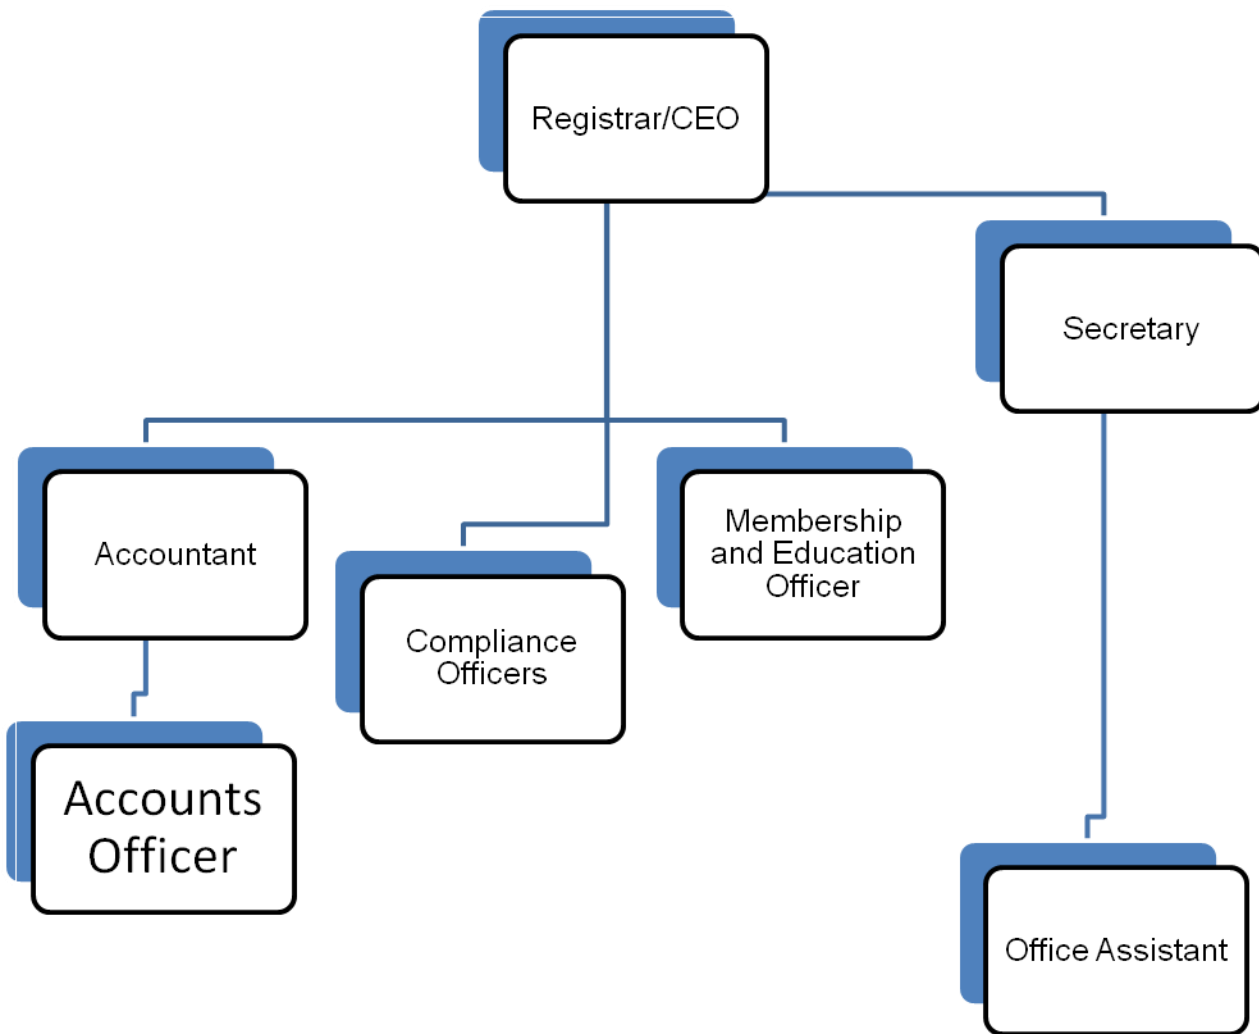 Registrar/CEO
Secretary
Accountant
Membership
and Education
Officer
Compliance
Officers
Accounts
Officer
Office Assistant